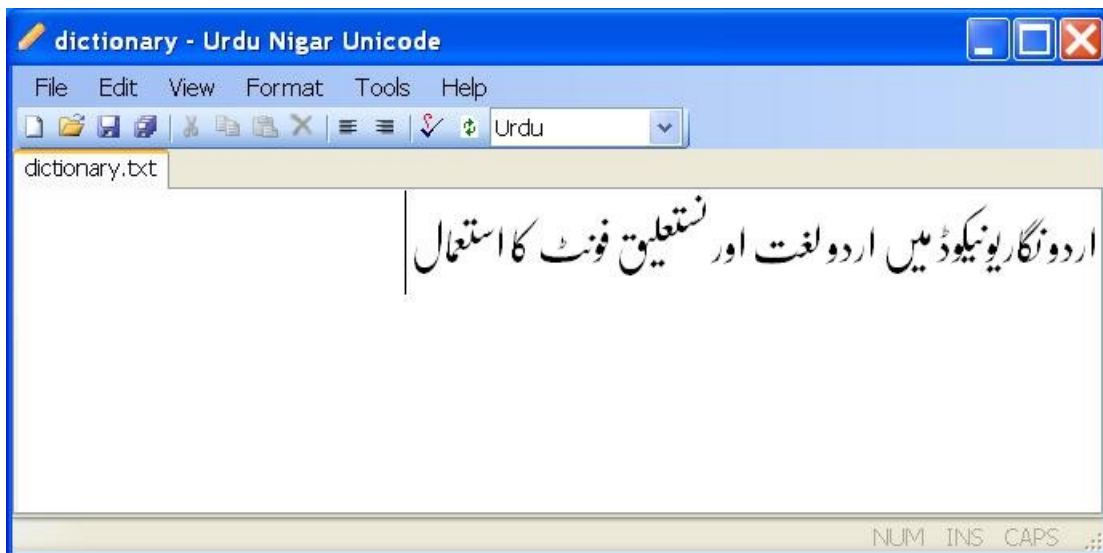 dictionary - Urdu Nigar Unicode
File Edit View Format Tools Help
Urdu
dictionary.txt
اردو نگار یونیکوڈ میں اردو لغت اور نستعلیق فونٹ کا استعمال
NUM INS CAPS